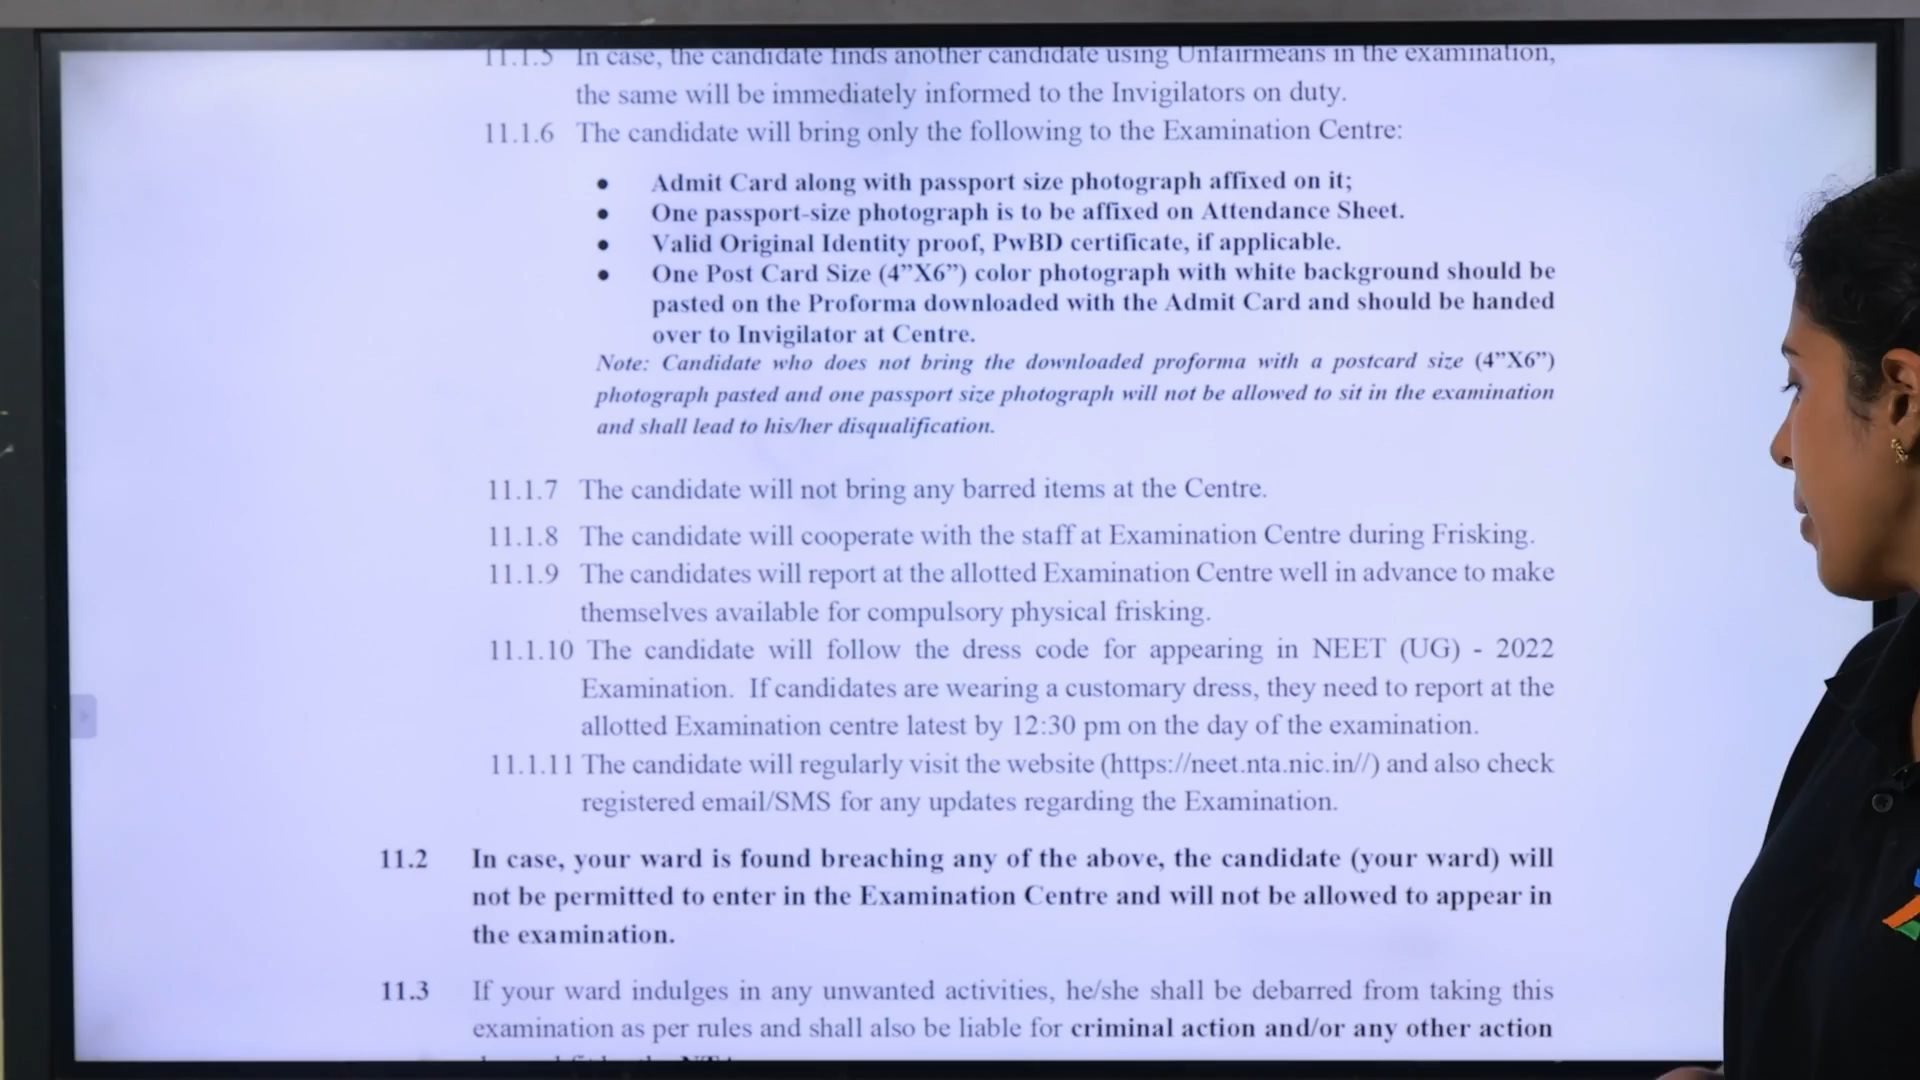 11.1.5 In case, the candidate finds another candidate using Unfairmeans in the examination,
the same will be immediately informed to the Invigilators on duty.
11.1.6 The candidate will bring only the following to the Examination Centre:
● Admit Card along with passport size photograph affixed on it;
● One passport-size photograph is to be affixed on Attendance Sheet.
● Valid Original Identity proof, PwBD certificate, if applicable.
● One Post Card Size (4”X6”) color photograph with white background should be
pasted on the Proforma downloaded with the Admit Card and should be handed
over to Invigilator at Centre.
Note: Candidate who does not bring the downloaded proforma with a postcard size (4”X6”)
photograph pasted and one passport size photograph will not be allowed to sit in the examination
and shall lead to his/her disqualification.
11.1.7 The candidate will not bring any barred items at the Centre.
11.1.8 The candidate will cooperate with the staff at Examination Centre during Frisking.
11.1.9 The candidates will report at the allotted Examination Centre well in advance to make
themselves available for compulsory physical frisking.
11.1.10 The candidate will follow the dress code for appearing in NEET (UG) - 2022
Examination. If candidates are wearing a customary dress, they need to report at the
allotted Examination centre latest by 12:30 pm on the day of the examination.
11.1.11 The candidate will regularly visit the website (https://neet.nta.nic.in//) and also check
registered email/SMS for any updates regarding the Examination.
11.2 In case, your ward is found breaching any of the above, the candidate (your ward) will
not be permitted to enter in the Examination Centre and will not be allowed to appear in
the examination.
11.3 If your ward indulges in any unwanted activities, he/she shall be debarred from taking this
examination as per rules and shall also be liable for criminal action and/or any other action